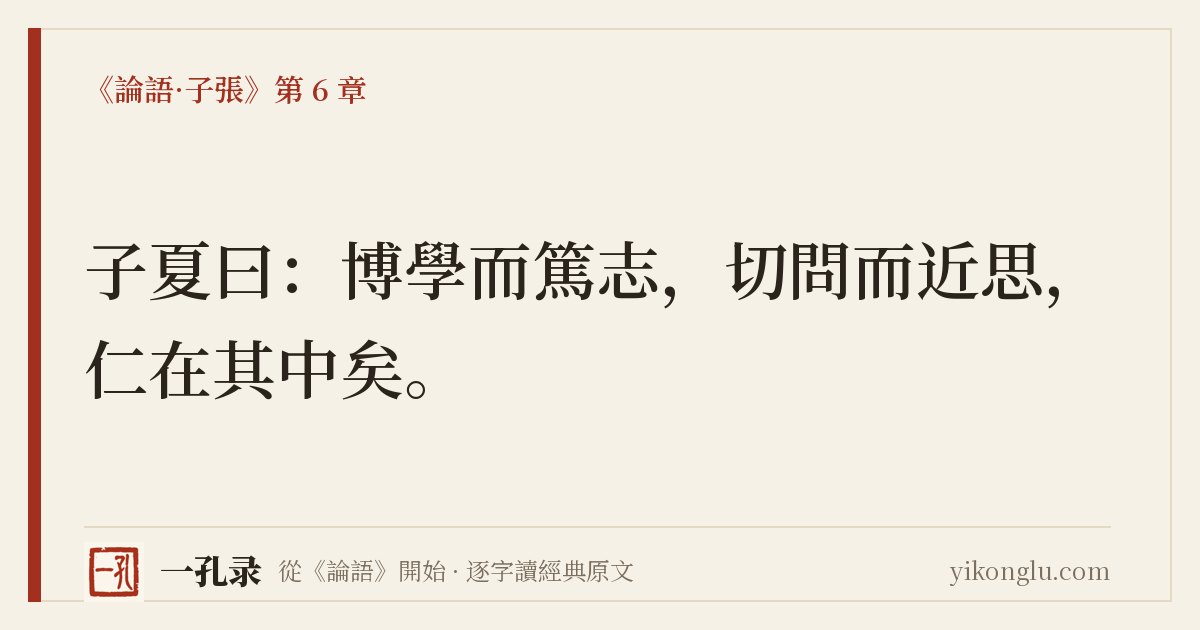 《論語·子張》第 6 章
子夏曰：博學而篤志，切問而近思，
仁在其中矣。
一孔
一孔录 從《論語》開始 · 逐字讀經典原文
yikonglu.com